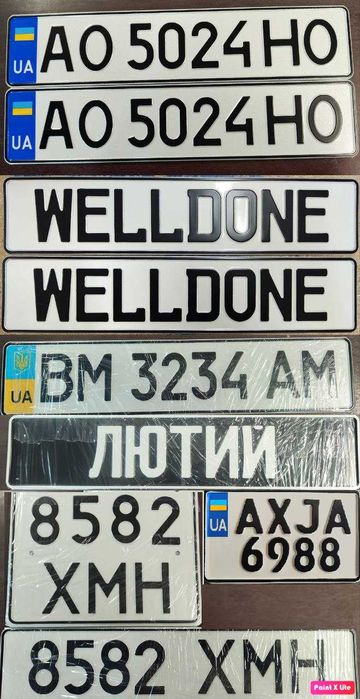 UA AO 5024 HO
UA AO 5024 HO
WELLDONE
WELLDONE
UA BM 3234 AM
ЛЮТИЙ
8582
XMH
UA AXJA
6988
8582 XMH
Paint X Lite